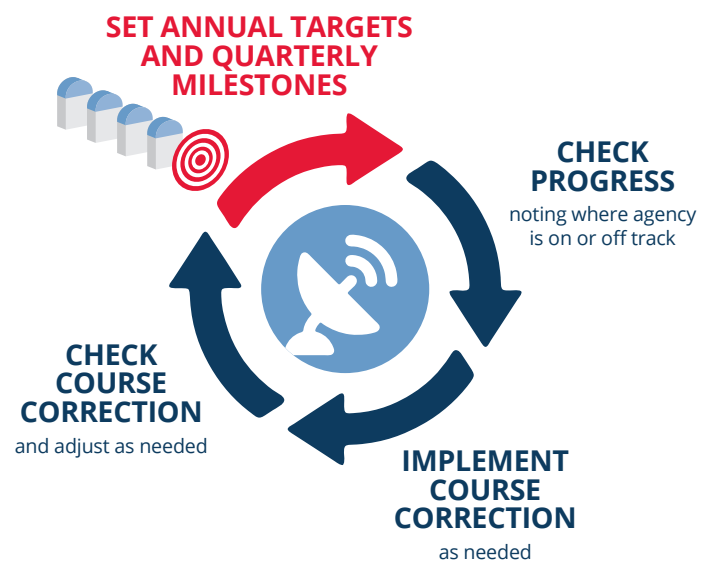 SET ANNUAL TARGETS
AND QUARTERLY
MILESTONES
CHECK
PROGRESS
noting where agency
is on or off track
IMPLEMENT
COURSE
CORRECTION
as needed
CHECK
COURSE
CORRECTION
and adjust as needed